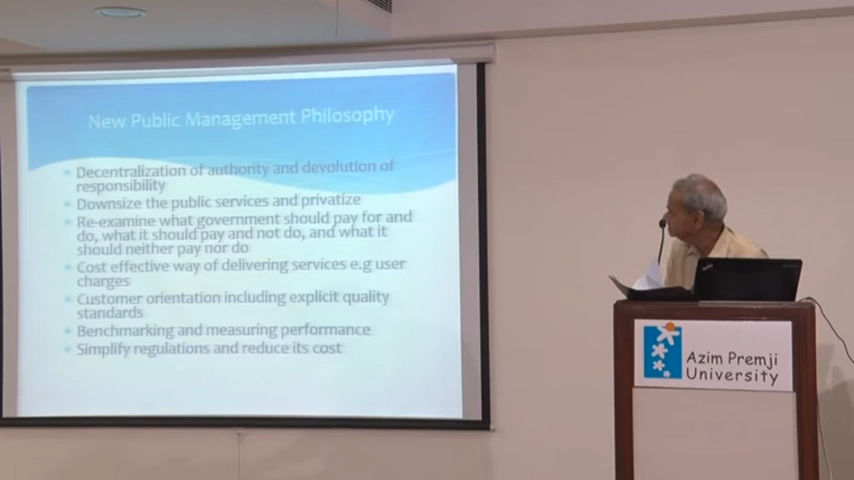 New Public Management Philosophy
Decentralization of authority and devolution of
responsibility
Downsize the public services and privatize
Re-examine what government should pay for and
do, what it should pay and not do, and what it
should neither pay nor do
Cost effective way of delivering services e.g user
charges
Customer orientation including explicit quality
standards
Benchmarking and measuring performance
Simplify regulations and reduce its cost
Azim Premji
University